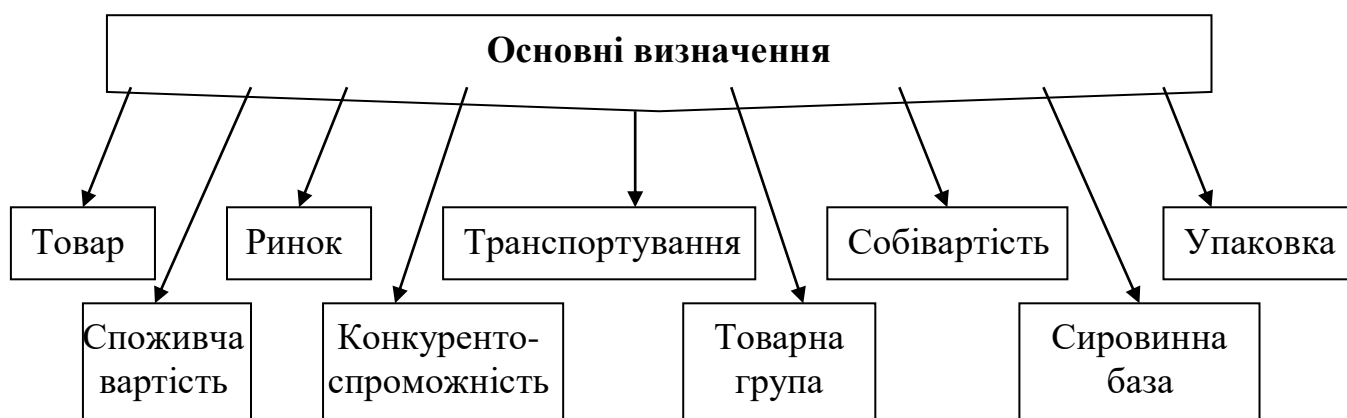 Основні визначення
Товар
Ринок
Транспортування
Собівартість
Упаковка
Споживча
вартість
Конкуренто-
спроможність
Товарна
група
Сировинна
база